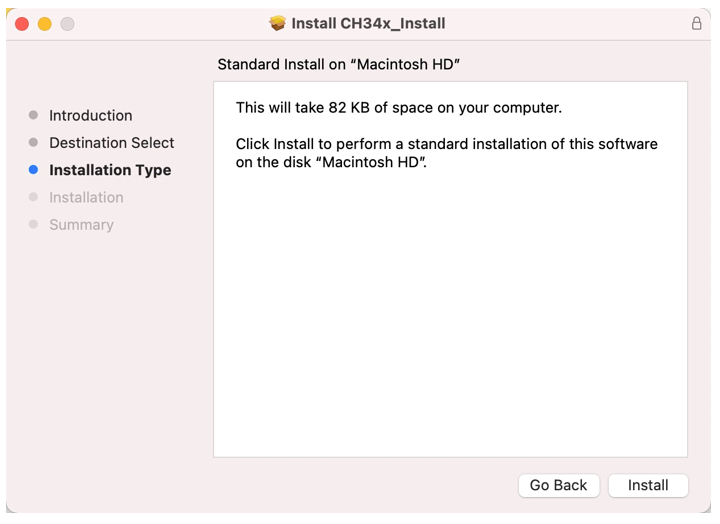 Install CH34x_Install
Standard Install on “Macintosh HD”
Introduction
Destination Select
Installation Type
Installation
Summary
This will take 82 KB of space on your computer.
Click Install to perform a standard installation of this software
on the disk “Macintosh HD”.
Go Back
Install